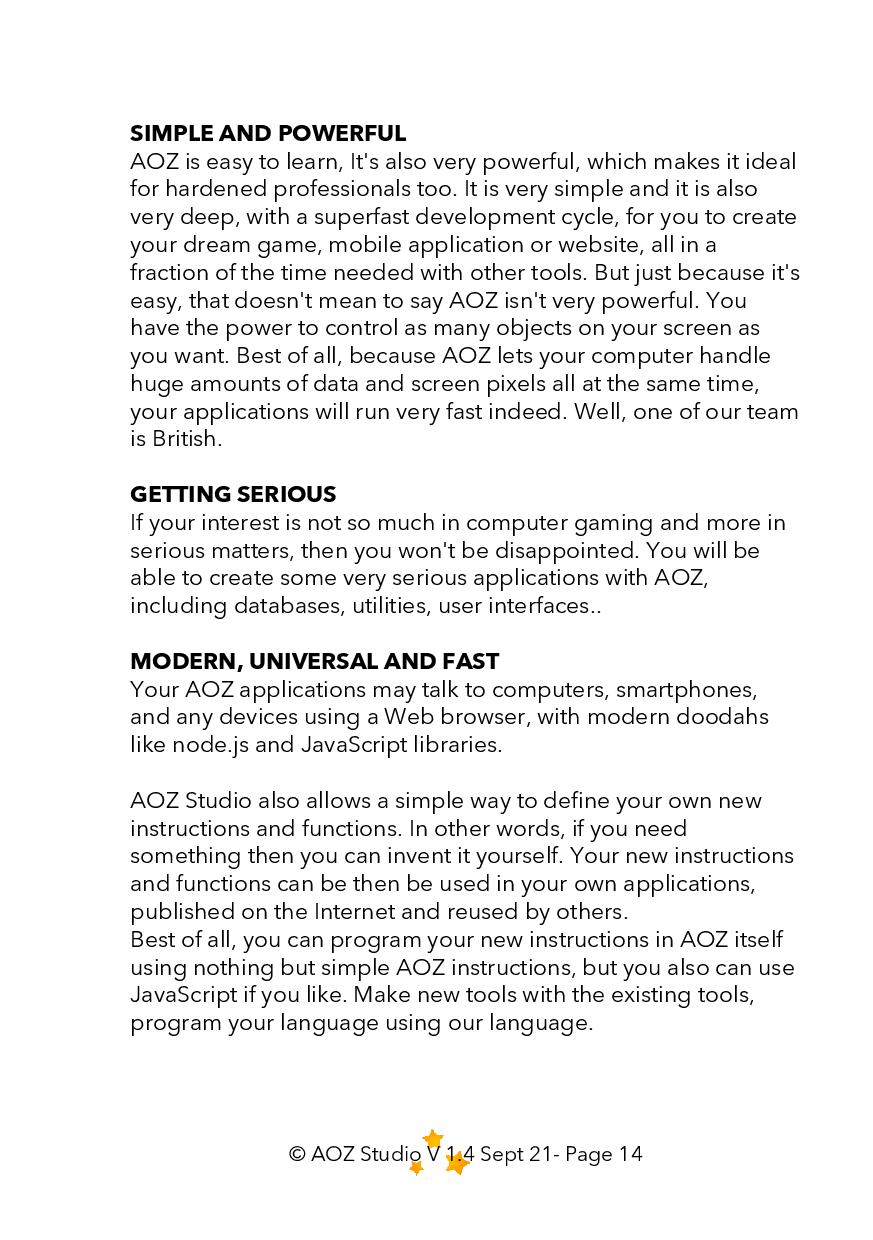 SIMPLE AND POWERFUL
AOZ is easy to learn, It's also very powerful, which makes it ideal
for hardened professionals too. It is very simple and it is also
very deep, with a superfast development cycle, for you to create
your dream game, mobile application or website, all in a
fraction of the time needed with other tools. But just because it's
easy, that doesn't mean to say AOZ isn't very powerful. You
have the power to control as many objects on your screen as
you want. Best of all, because AOZ lets your computer handle
huge amounts of data and screen pixels all at the same time,
your applications will run very fast indeed. Well, one of our team
is British.
GETTING SERIOUS
If your interest is not so much in computer gaming and more in
serious matters, then you won't be disappointed. You will be
able to create some very serious applications with AOZ,
including databases, utilities, user interfaces..
MODERN, UNIVERSAL AND FAST
Your AOZ applications may talk to computers, smartphones,
and any devices using a Web browser, with modern doodahs
like node.js and JavaScript libraries.
AOZ Studio also allows a simple way to define your own new
instructions and functions. In other words, if you need
something then you can invent it yourself. Your new instructions
and functions can be then be used in your own applications,
published on the Internet and reused by others.
Best of all, you can program your new instructions in AOZ itself
using nothing but simple AOZ instructions, but you also can use
JavaScript if you like. Make new tools with the existing tools,
program your language using our language.
© AOZ Studio V 1.4 Sept 21- Page 14